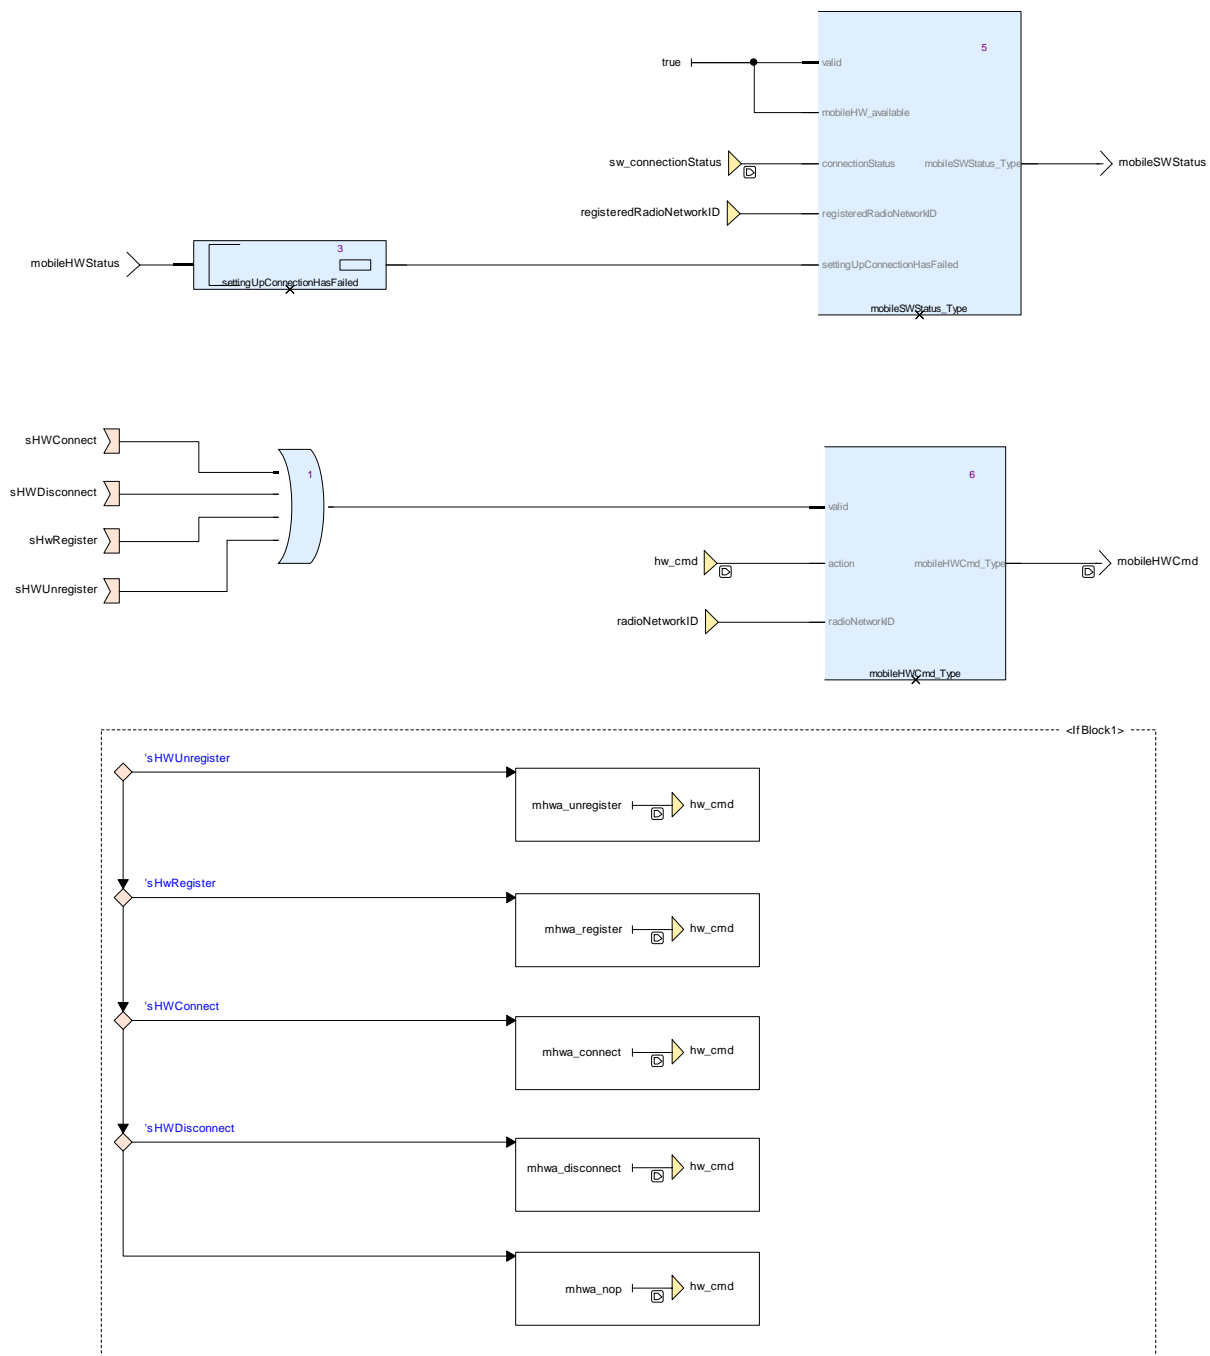 5
true
valid
mobileHW_available
sw_connectionStatus
connectionStatus
mobileSWStatus_Type
mobileSWStatus
registeredRadioNetworkID
registeredRadioNetworkID
3
mobileHWStatus
settingUpConnectionHasFailed
settingUpConnectionHasFailed
mobileSWStatus_Type
sHWConnect
1
6
sHWDisconnect
valid
sHwRegister
hw_cmd
action
mobileHWCmd_Type
mobileHWCmd
sHWUnregister
radioNetworkID
radioNetworkID
mobileHWCmd_Type
<IfBlock1>
'sHWUnregister
mhwa_unregister
hw_cmd
'sHwRegister
mhwa_register
hw_cmd
'sHWConnect
mhwa_connect
hw_cmd
'sHWDisconnect
mhwa_disconnect
hw_cmd
mhwa_nop
hw_cmd